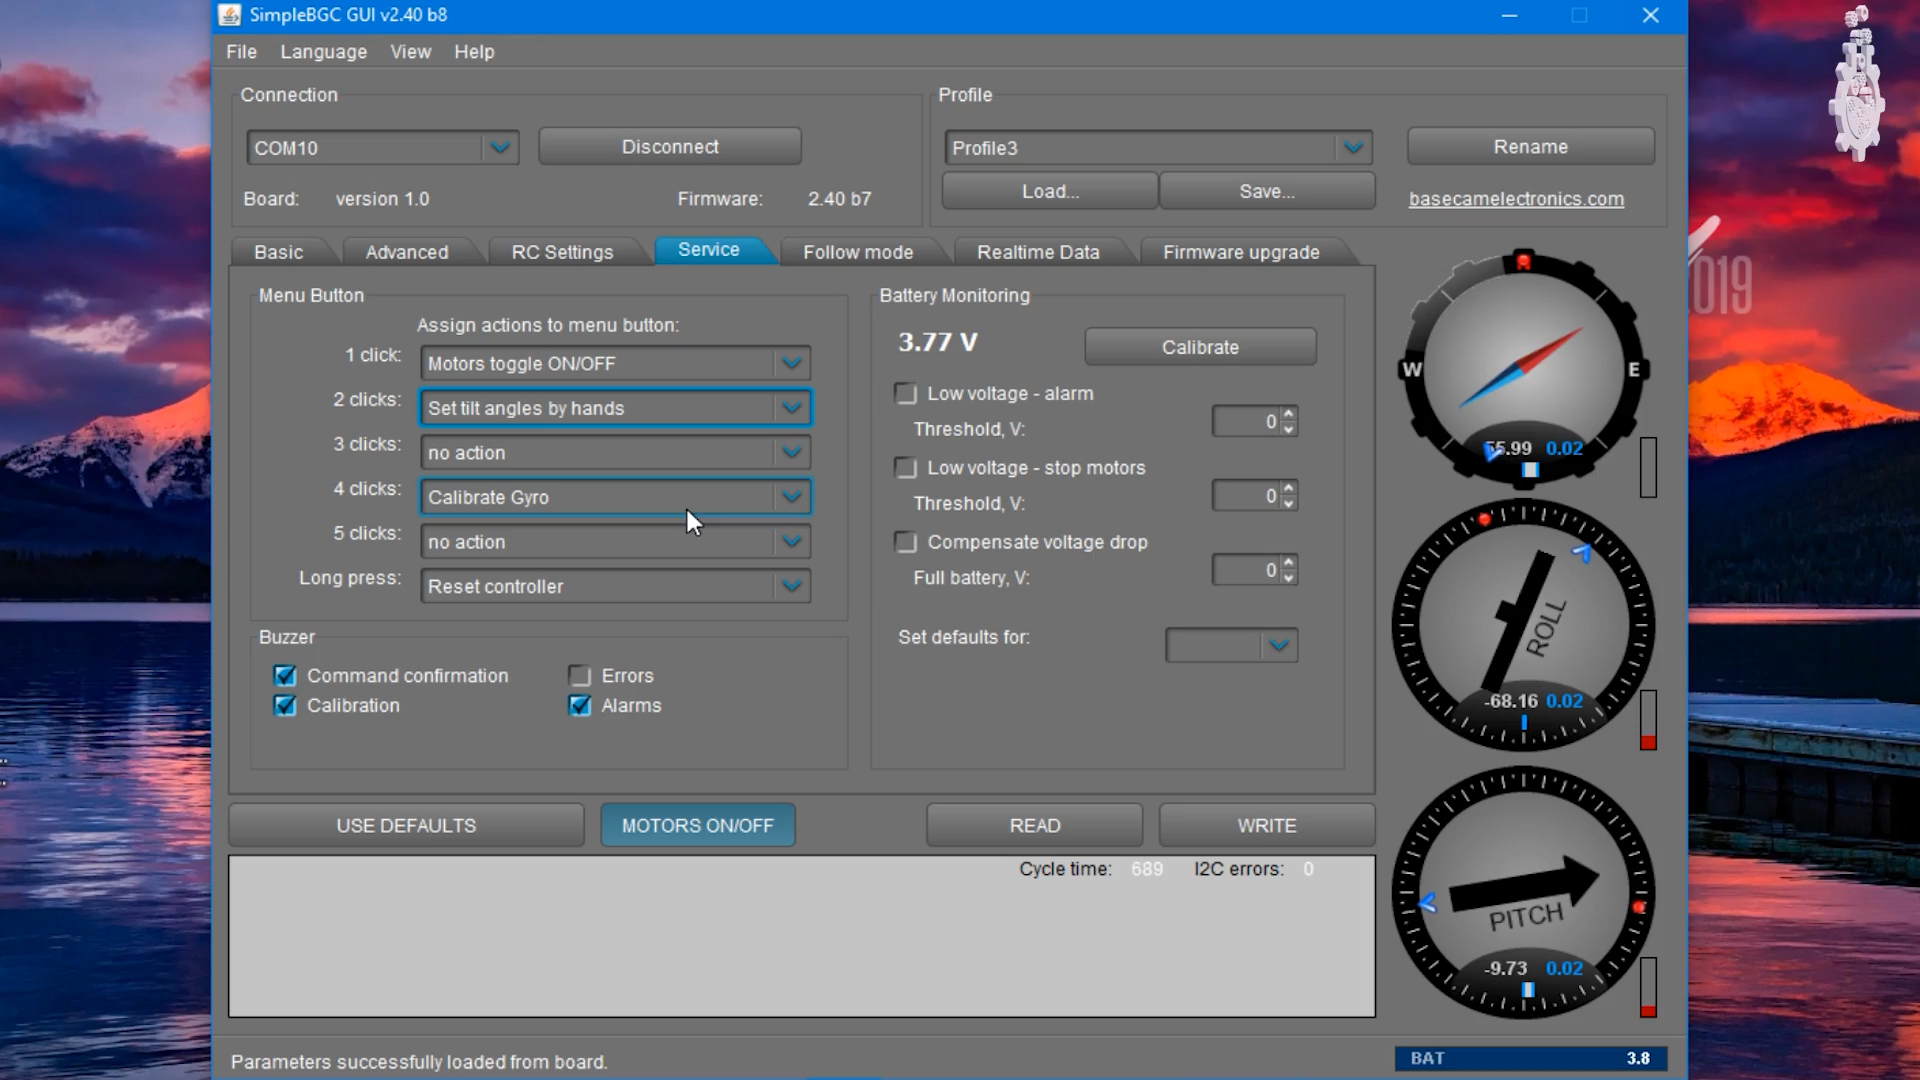 SimpleBGC GUI v2.40 b8
File Language View Help
Connection
COM10 Disconnect
Board: version 1.0 Firmware: 2.40 b7
Profile
Profile3 Rename
Load... Save... basecamelectronics.com
Basic Advanced RC Settings Service Follow mode Realtime Data Firmware upgrade
Menu Button
Assign actions to menu button:
1 click: Motors toggle ON/OFF
2 clicks: Set tilt angles by hands
3 clicks: no action
4 clicks: Calibrate Gyro
5 clicks: no action
Long press: Reset controller
Buzzer
Command confirmation Errors
Calibration Alarms
Battery Monitoring
3.77 V Calibrate
Low voltage - alarm
Threshold, V: 0
Low voltage - stop motors
Threshold, V: 0
Compensate voltage drop
Full battery, V: 0
Set defaults for:
W E
0.02
ROLL
-68.16 0.02
PITCH
-9.73 0.02
019
USE DEFAULTS MOTORS ON/OFF READ WRITE
Cycle time: 689 I2C errors: 0
Parameters successfully loaded from board.
BAT 3.8